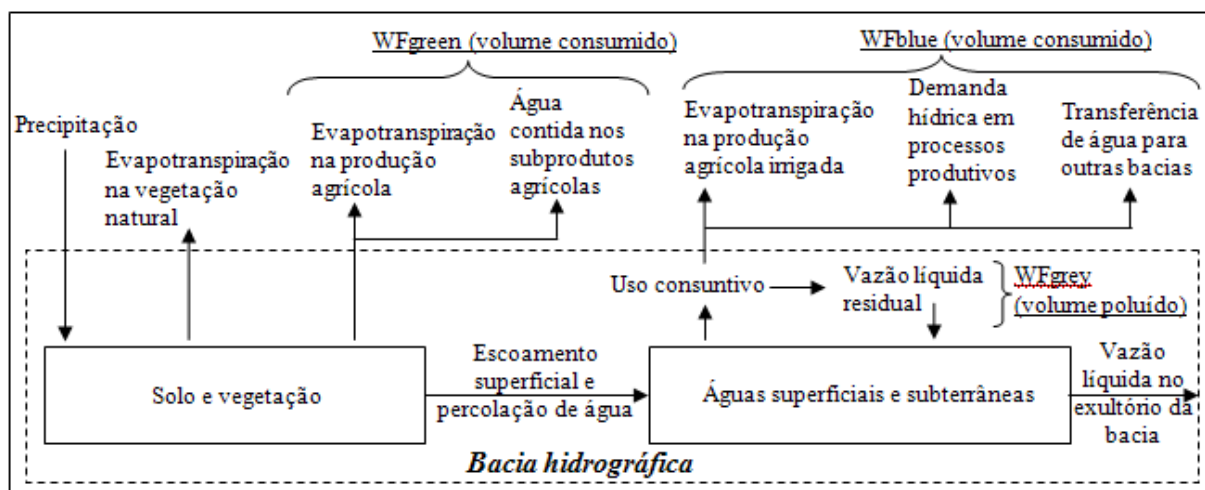 WFgreen (volume consumido)
WFblue (volume consumido)
Precipitação
Evapotranspiração
na vegetação
natural
Evapotranspiração
na produção
agrícola
Água
contida nos
subprodutos
agrícolas
Evapotranspiração
na produção
agrícola irrigada
Demanda
hídrica em
processos
produtivos
Transferência
de água para
outras bacias
Uso consuntivo
Vazão líquida
residual
WFgrey
(volume poluído)
Solo e vegetação
Escoamento
superficial e
percolação de água
Águas superficiais e subterrâneas
Vazão
líquida no
exultório da
bacia
Bacia hidrográfica